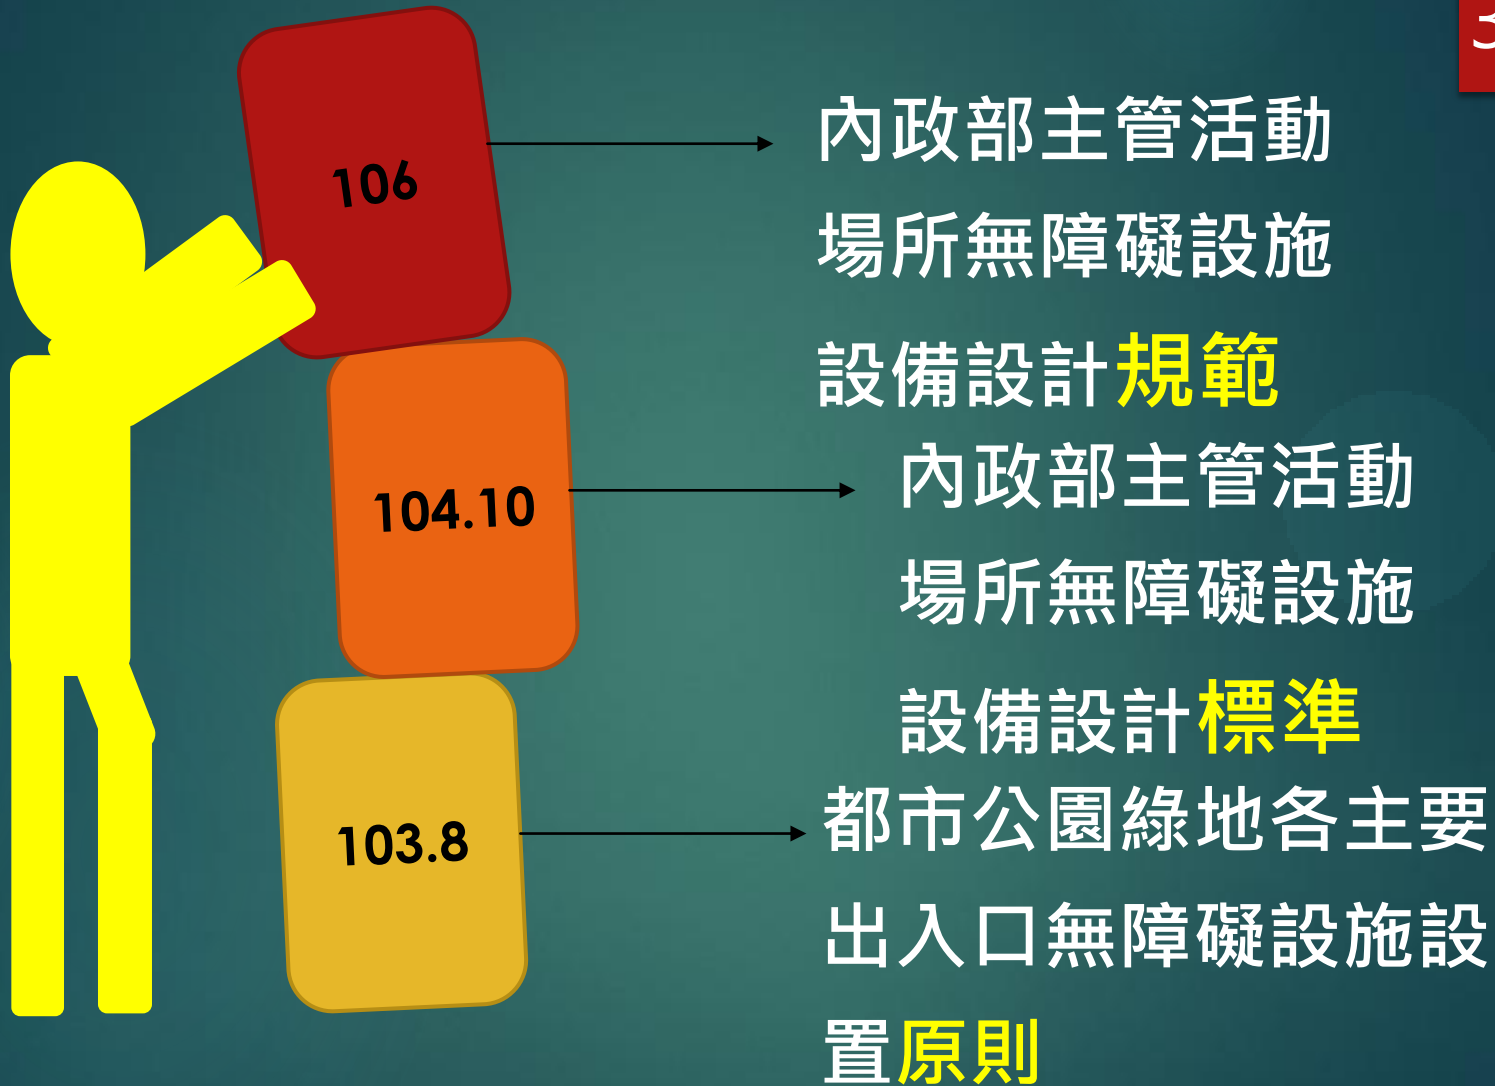 106
內政部主管活動
場所無障礙設施
設備設計規範
104.10
內政部主管活動
場所無障礙設施
設備設計標準
103.8
都市公園綠地各主要
出入口無障礙設施設
置原則